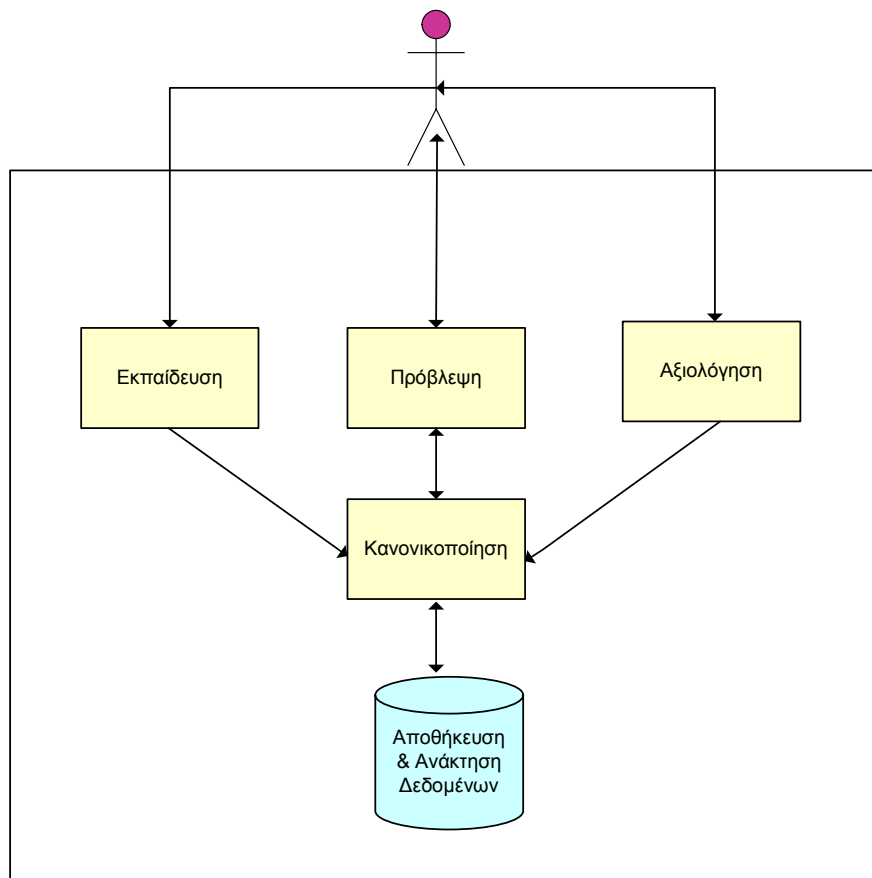 Εκπαίδευση
Πρόβλεψη
Αξιολόγηση
Κανονικοποίηση
Αποθήκευση
& Ανάκτηση
Δεδομένων